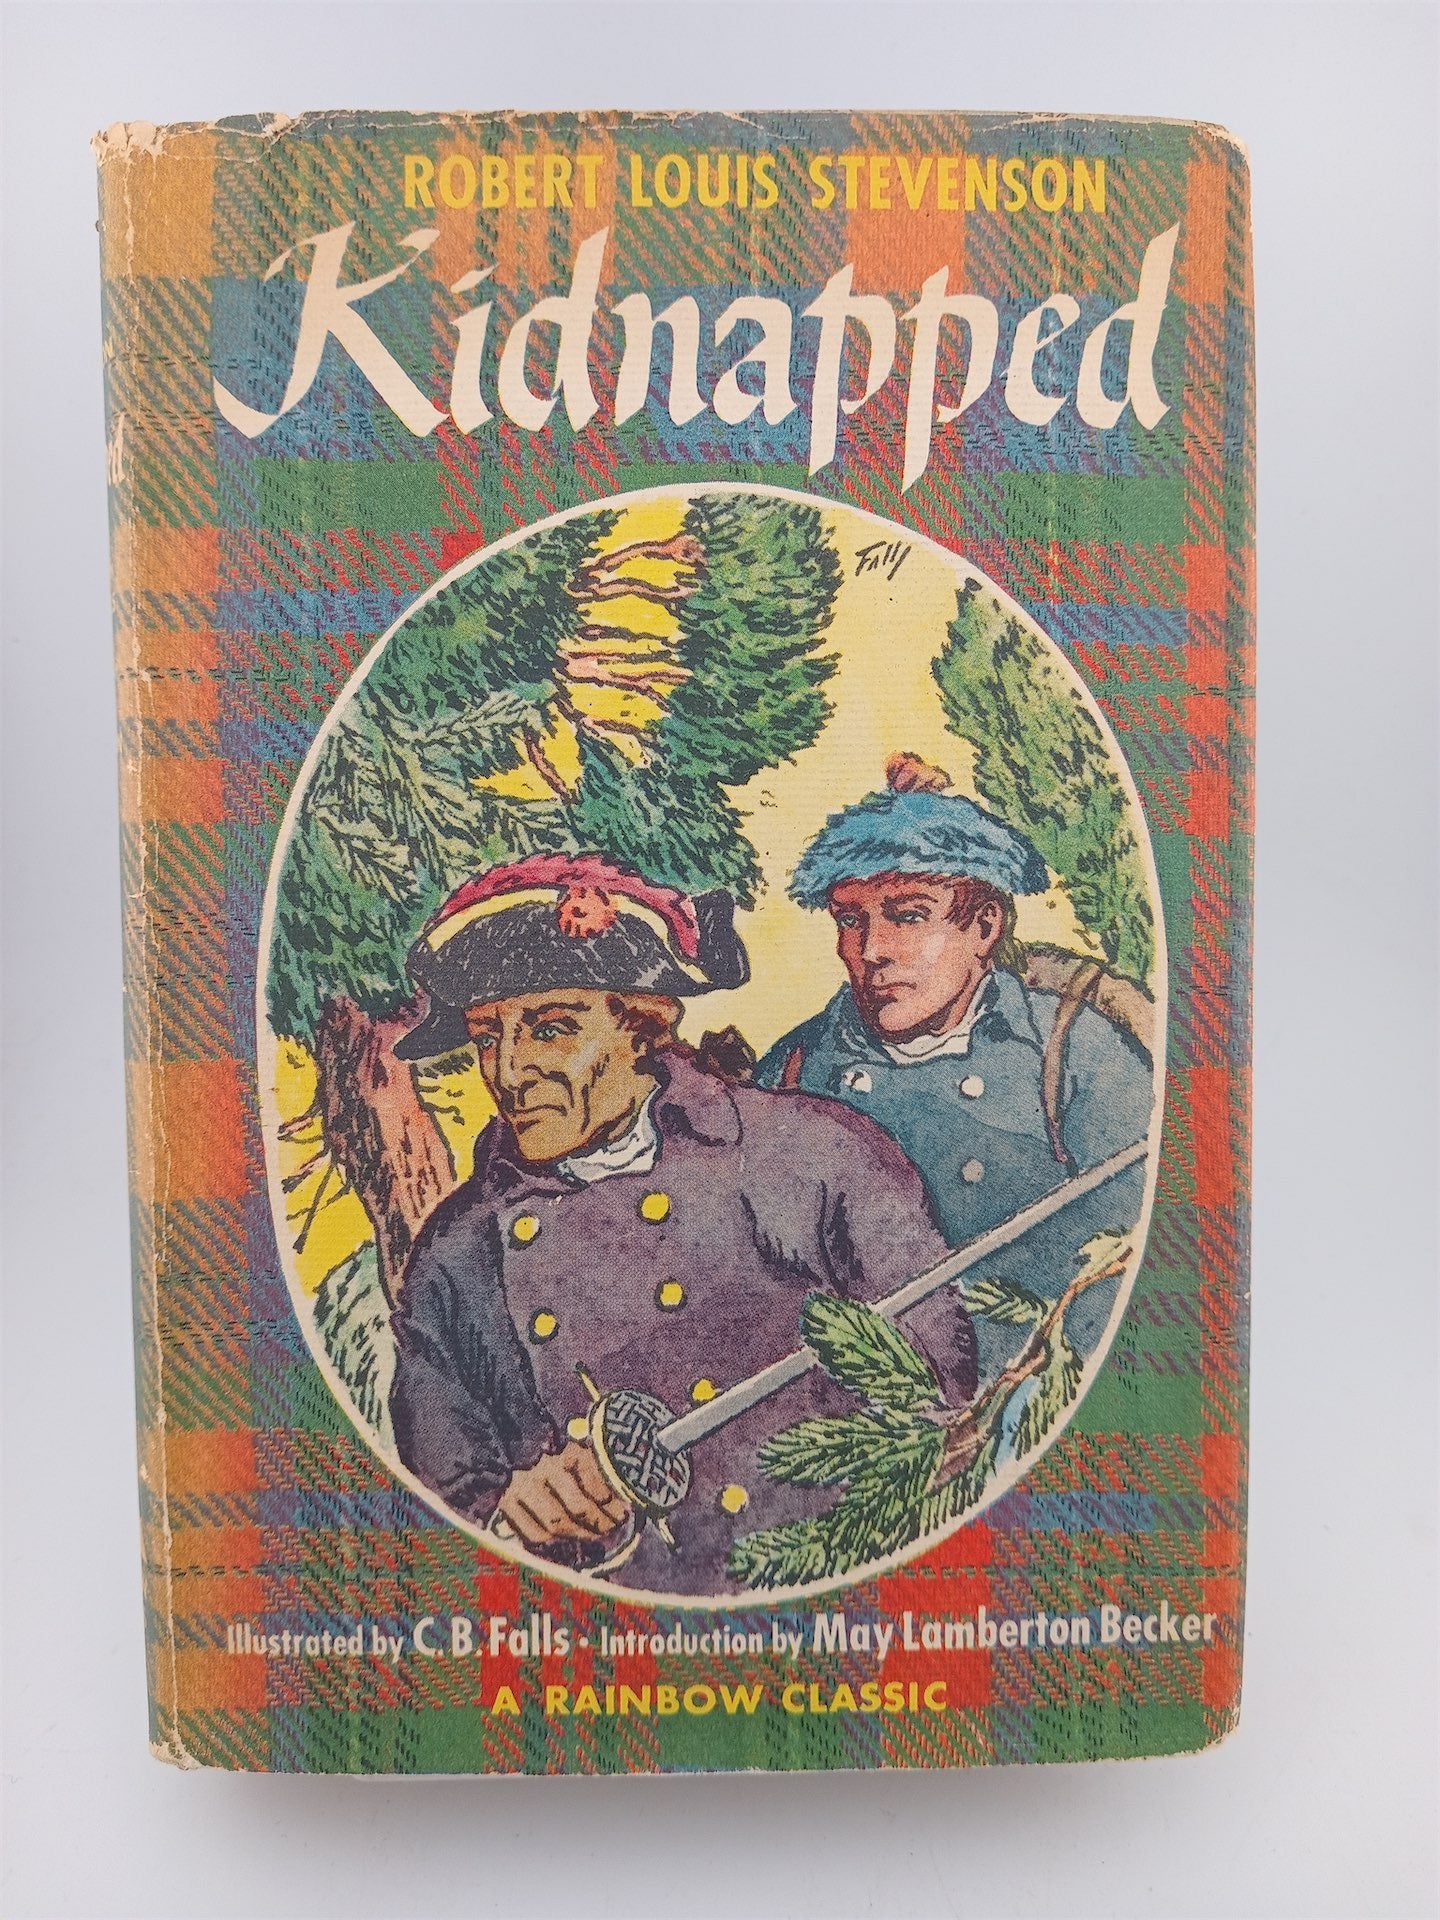 ROBERT LOUIS STEVENSON
Kidnapped
Falls
Illustrated by C.B. Falls • Introduction by May Lamberton Becker
A RAINBOW CLASSIC